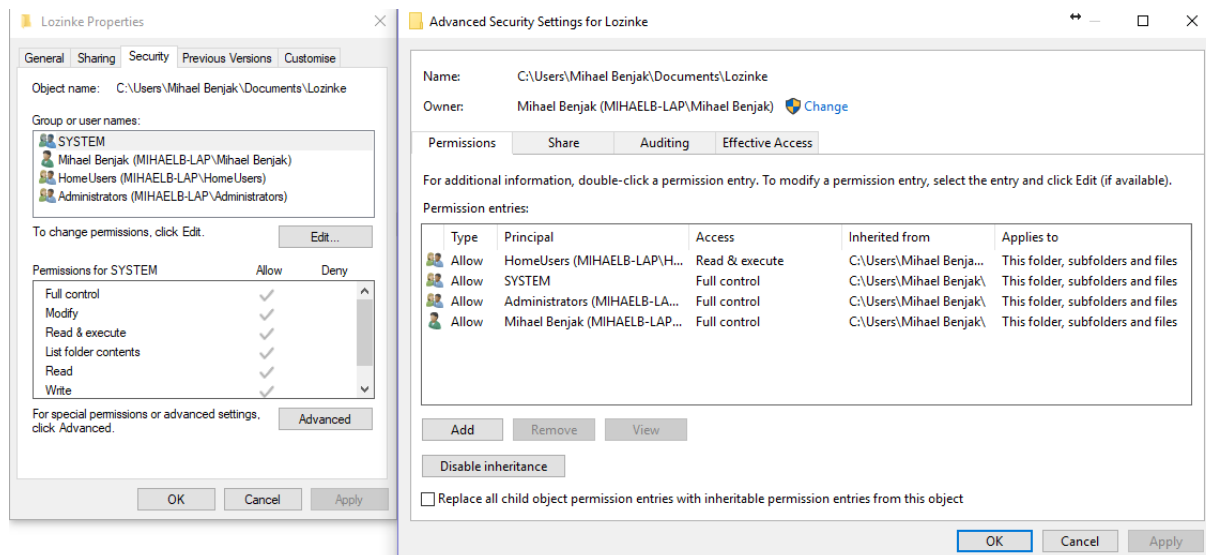 Lozinke Properties
General Sharing Security Previous Versions Customise
Object name: C:\Users\Mihael Benjak\Documents\Lozinke
Group or user names:
SYSTEM
Mihael Benjak (MIHAELB-LAP\Mihael Benjak)
HomeUsers (MIHAELB-LAP\HomeUsers)
Administrators (MIHAELB-LAP\Administrators)
To change permissions, click Edit. Edit...
Permissions for SYSTEM Allow Deny
Full control
Modify
Read & execute
List folder contents
Read
Write
For special permissions or advanced settings, click Advanced. Advanced
OK Cancel Apply
Advanced Security Settings for Lozinke
Name: C:\Users\Mihael Benjak\Documents\Lozinke
Owner: Mihael Benjak (MIHAELB-LAP\Mihael Benjak) Change
Permissions Share Auditing Effective Access
For additional information, double-click a permission entry. To modify a permission entry, select the entry and click Edit (if available).
Permission entries:
Type Principal Access Inherited from Applies to
Allow HomeUsers (MIHAELB-LAP\H... Read & execute C:\Users\Mihael Benja... This folder, subfolders and files
Allow SYSTEM Full control C:\Users\Mihael Benjak\ This folder, subfolders and files
Allow Administrators (MIHAELB-LA... Full control C:\Users\Mihael Benjak\ This folder, subfolders and files
Allow Mihael Benjak (MIHAELB-LAP... Full control C:\Users\Mihael Benjak\ This folder, subfolders and files
Add Remove View
Disable inheritance
Replace all child object permission entries with inheritable permission entries from this object
OK Cancel Apply